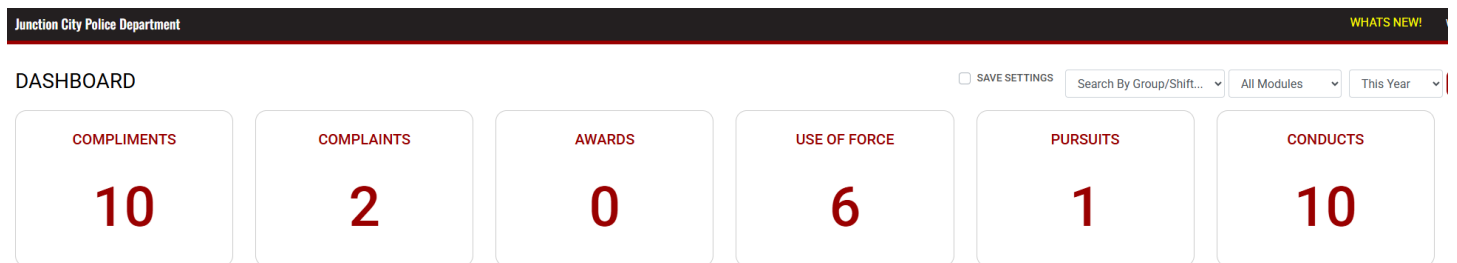 Junction City Police Department WHATS NEW!
DASHBOARD SAVE SETTINGS Search By Group/Shift... All Modules This Year
COMPLIMENTS COMPLAINTS AWARDS USE OF FORCE PURSUITS CONDUCTS
10 2 0 6 1 10